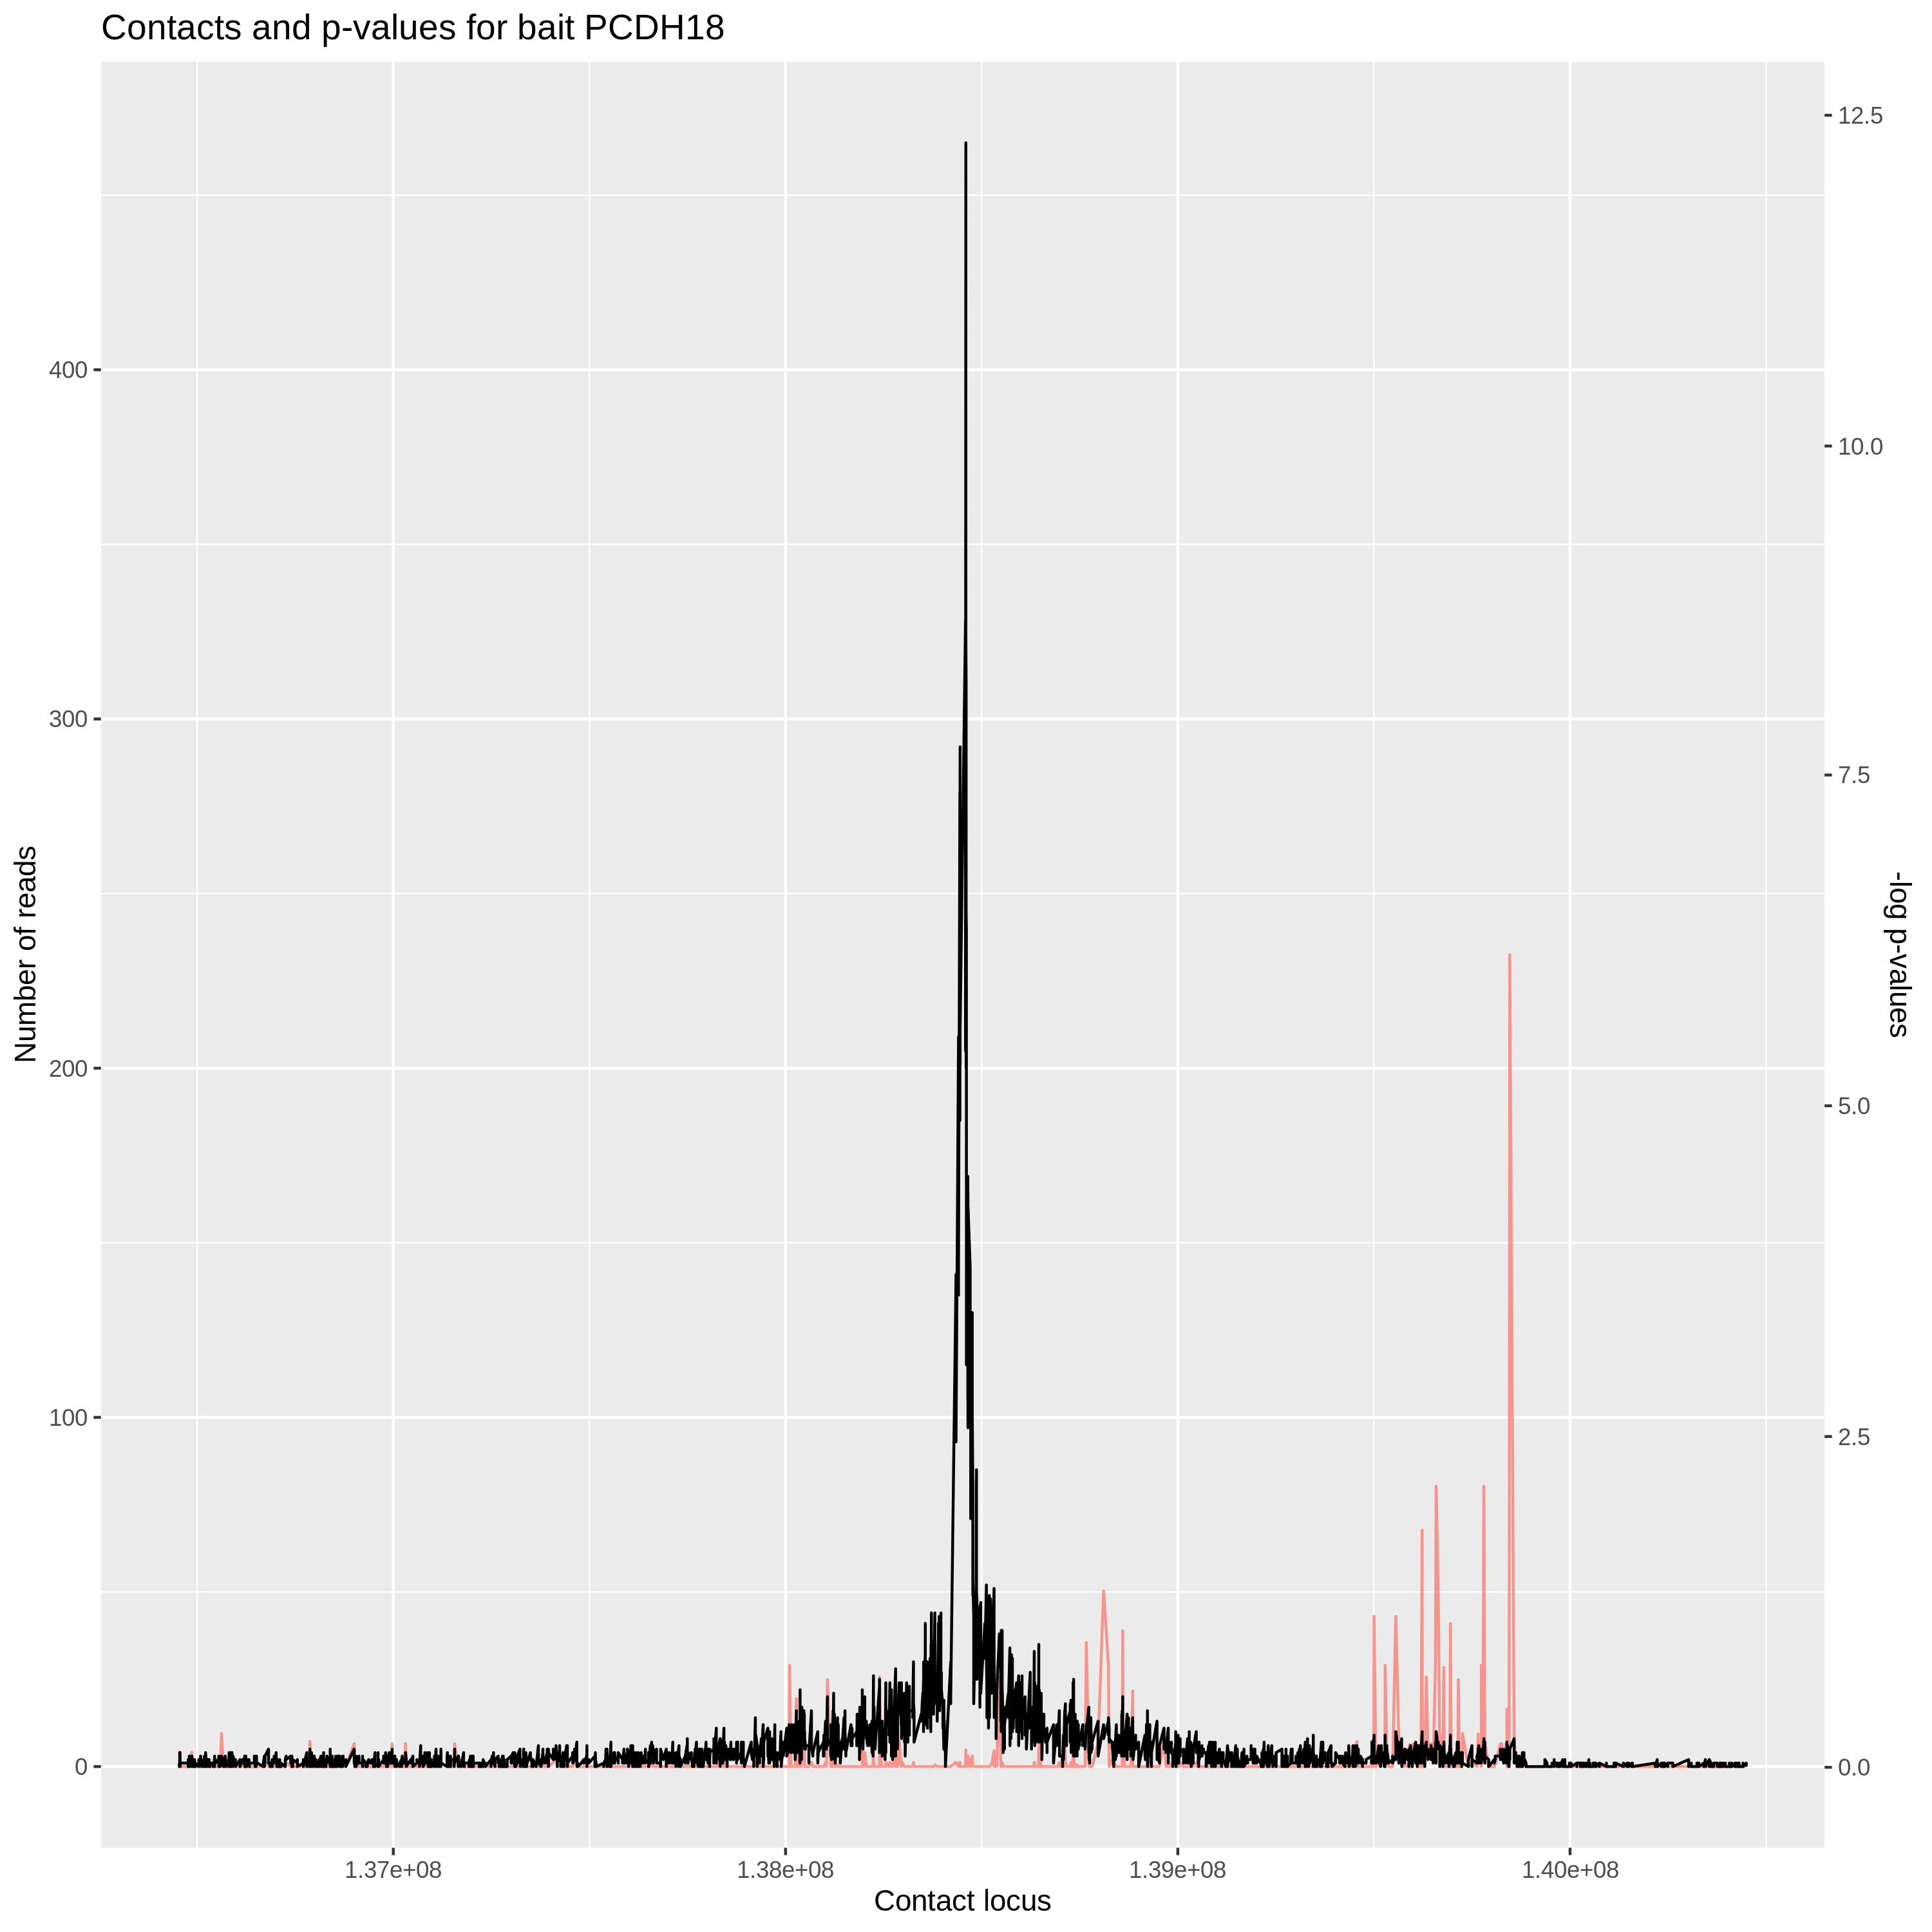 Contacts and p-values for bait PCDH18
12.5
10.0
7.5
5.0
2.5
0.0
-log p-values
400
300
200
100
0
Number of reads
1.37e+08
1.38e+08
1.39e+08
1.40e+08
Contact locus